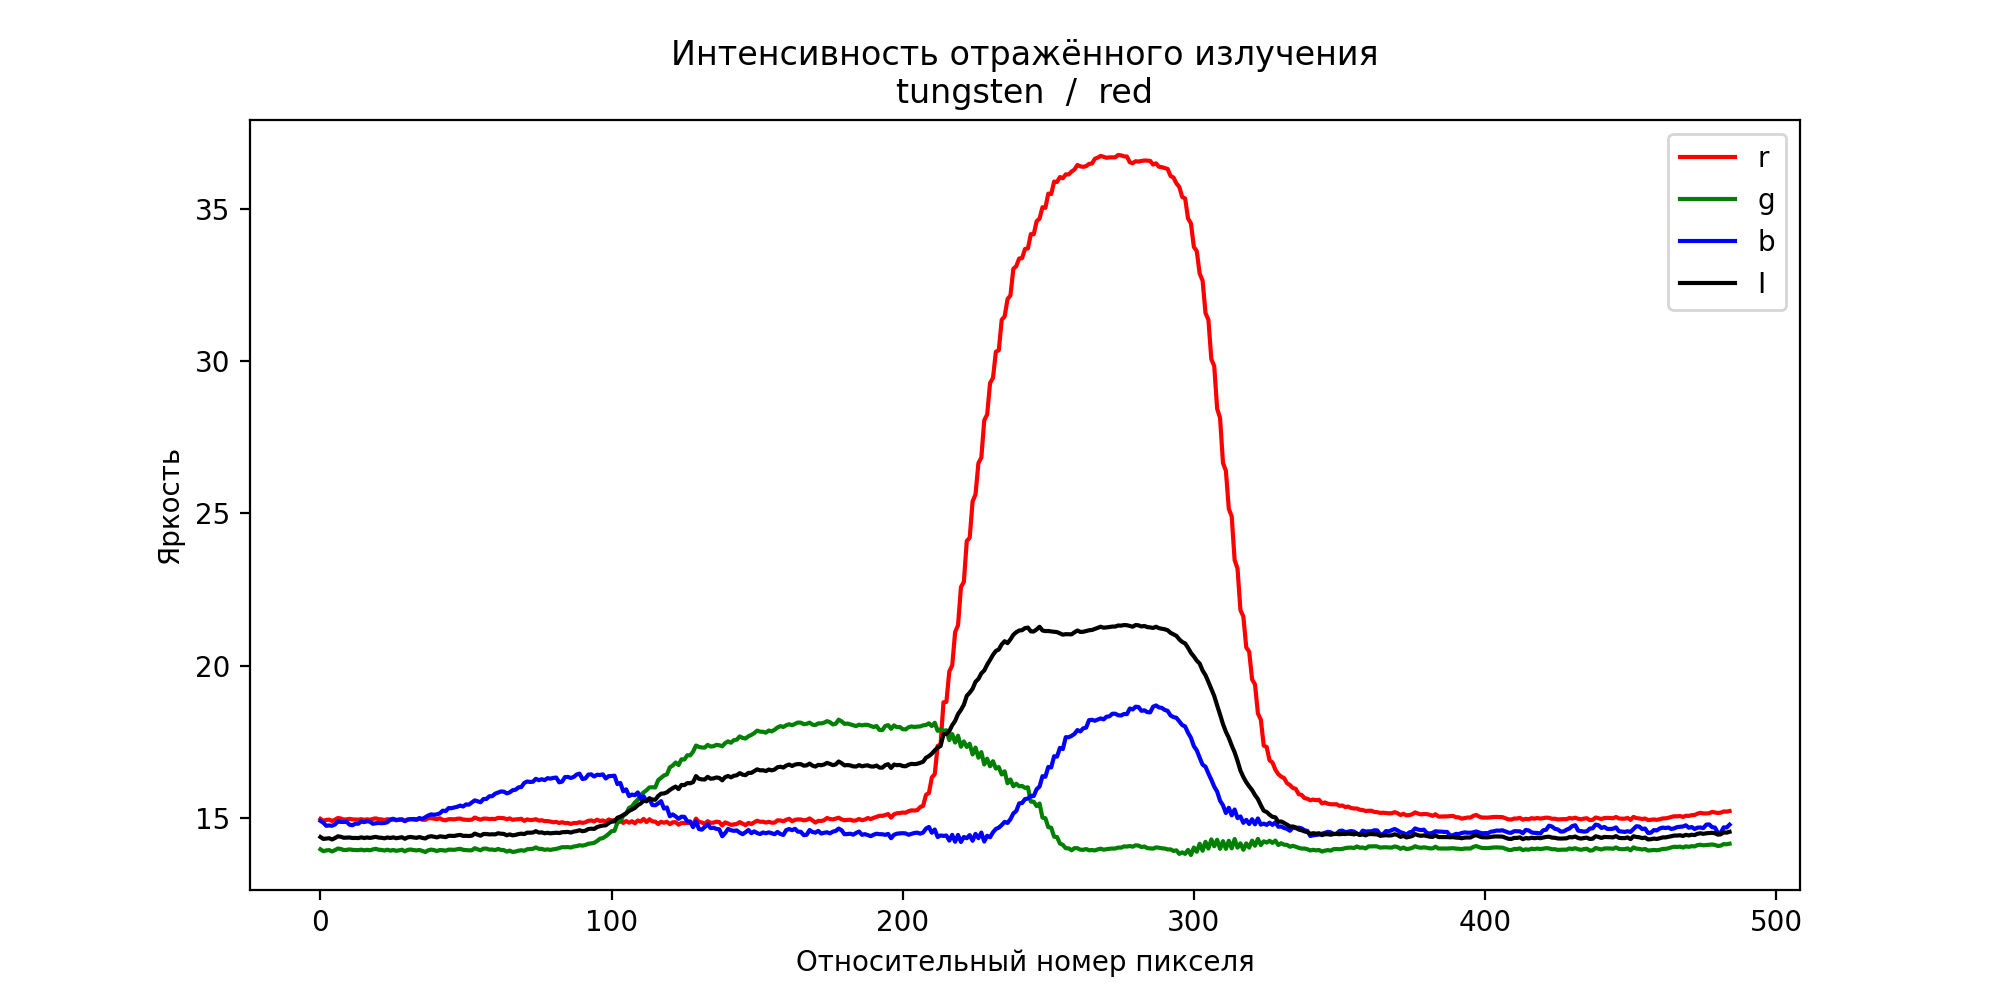 Интенсивность отражённого излучения
tungsten / red
r
g
b
l
35
30
25
20
15
Яркость
0 100 200 300 400 500
Относительный номер пикселя